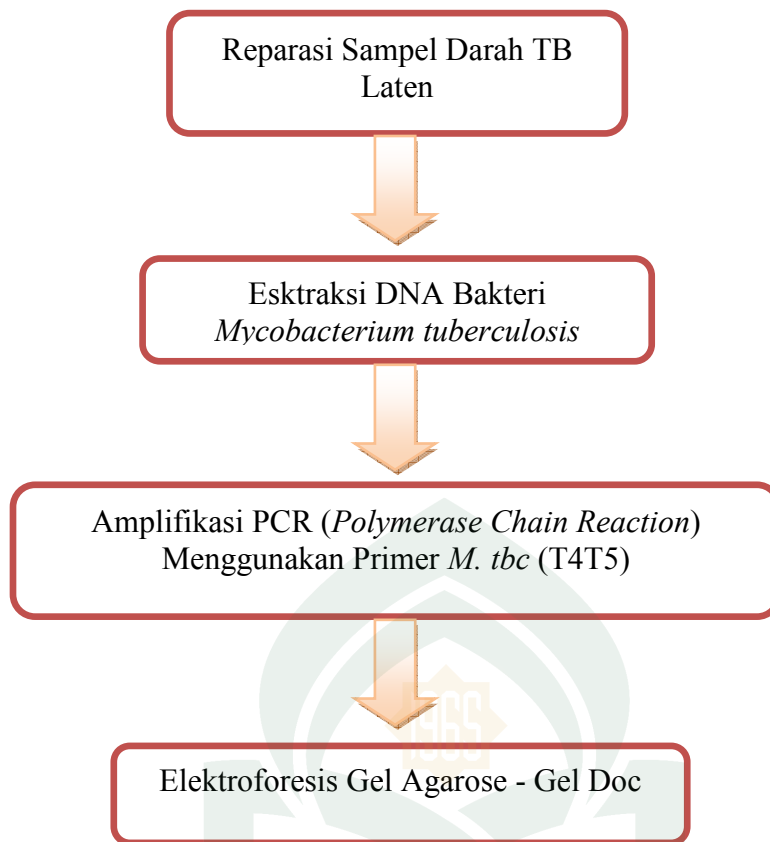 Reparasi Sampel Darah TB
Laten
Esktraksi DNA Bakteri
Mycobacterium tuberculosis
Amplifikasi PCR (Polymerase Chain Reaction)
Menggunakan Primer M. tbc (T4T5)
1965
Elektroforesis Gel Agarose - Gel Doc